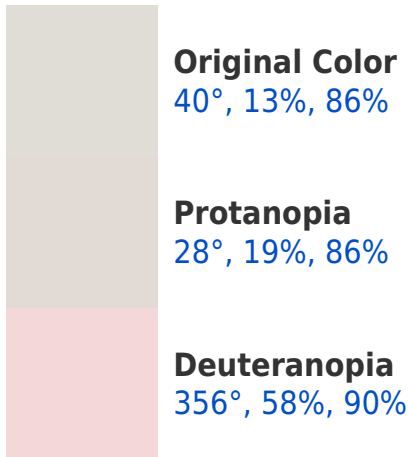 Original Color
40°, 13%, 86%
Protanopia
28°, 19%, 86%
Deuteranopia
356°, 58%, 90%